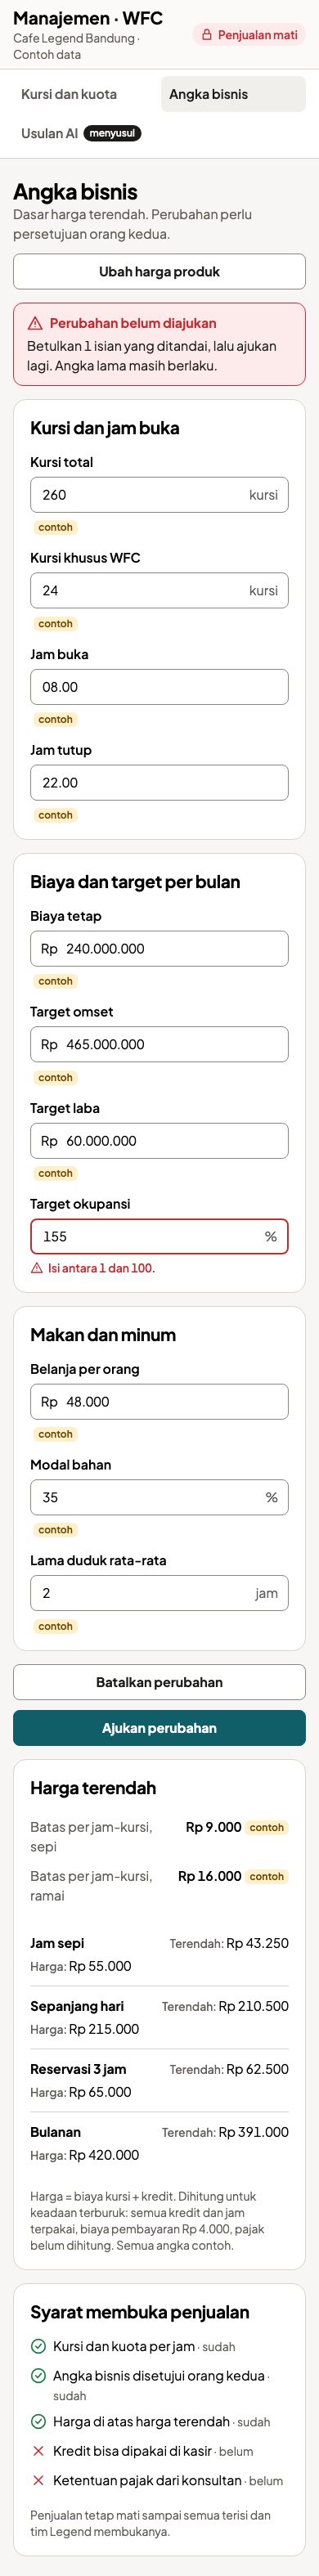 Manajemen · WFC
Cafe Legend Bandung ·
Contoh data
Penjualan mati
Kursi dan kuota
Angka bisnis
Usulan AI menyusul
Angka bisnis
Dasar harga terendah. Perubahan perlu
persetujuan orang kedua.
Ubah harga produk
Perubahan belum diajukan
Betulkan 1 isian yang ditandai, lalu ajukan
lagi. Angka lama masih berlaku.
Kursi dan jam buka
Kursi total
260 kursi
contoh
Kursi khusus WFC
24 kursi
contoh
Jam buka
08.00
contoh
Jam tutup
22.00
contoh
Biaya dan target per bulan
Biaya tetap
Rp 240.000.000
contoh
Target omset
Rp 465.000.000
contoh
Target laba
Rp 60.000.000
contoh
Target okupansi
155 %
Isi antara 1 dan 100.
Makan dan minum
Belanja per orang
Rp 48.000
contoh
Modal bahan
35 %
contoh
Lama duduk rata-rata
2 jam
contoh
Batalkan perubahan
Ajukan perubahan
Harga terendah
Batas per jam-kursi, Rp 9.000 contoh
sepi
Batas per jam-kursi, Rp 16.000 contoh
ramai
Jam sepi Terendah: Rp 43.250
Harga: Rp 55.000
Sepanjang hari Terendah: Rp 210.500
Harga: Rp 215.000
Reservasi 3 jam Terendah: Rp 62.500
Harga: Rp 65.000
Bulanan Terendah: Rp 391.000
Harga: Rp 420.000
Harga = biaya kursi + kredit. Dihitung untuk
keadaan terburuk: semua kredit dan jam
terpakai, biaya pembayaran Rp 4.000, pajak
belum dihitung. Semua angka contoh.
Syarat membuka penjualan
Kursi dan kuota per jam · sudah
Angka bisnis disetujui orang kedua ·
sudah
Harga di atas harga terendah · sudah
Kredit bisa dipakai di kasir · belum
Ketentuan pajak dari konsultan · belum
Penjualan tetap mati sampai semua terisi dan
tim Legend membukanya.